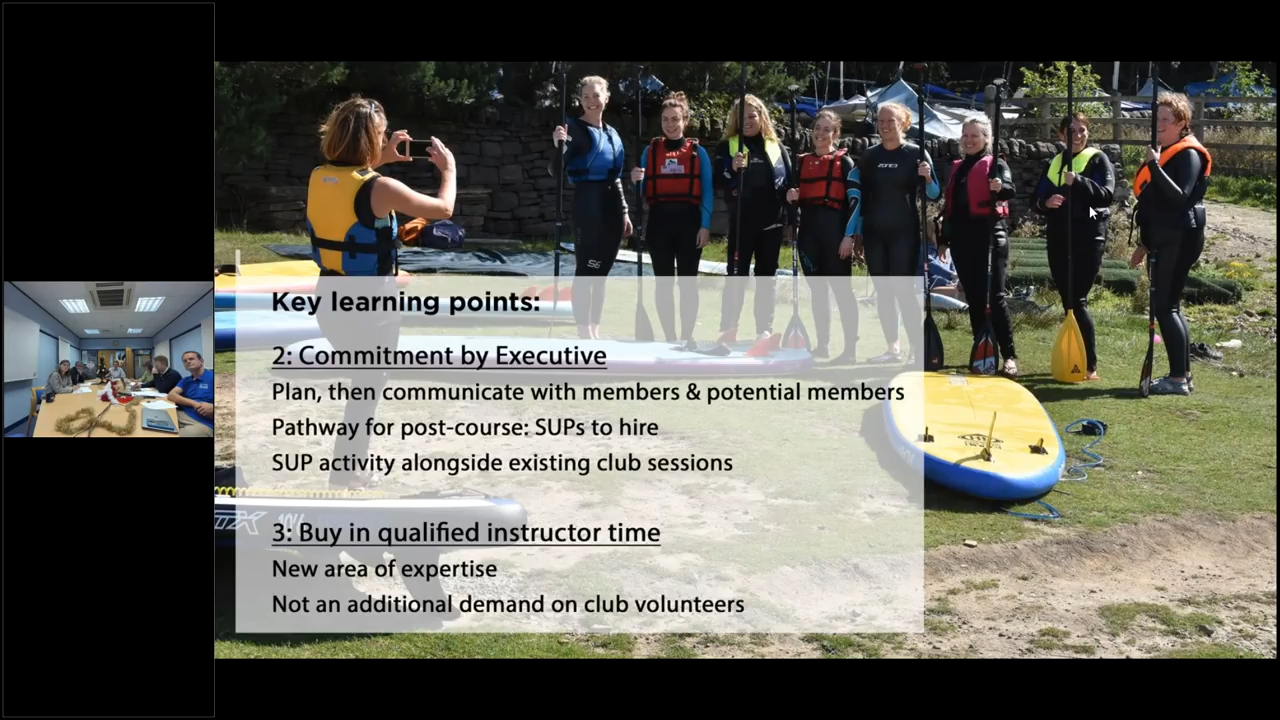 Key learning points:
2: Commitment by Executive
Plan, then communicate with members & potential members
Pathway for post-course: SUPs to hire
SUP activity alongside existing club sessions
3: Buy in qualified instructor time
New area of expertise
Not an additional demand on club volunteers